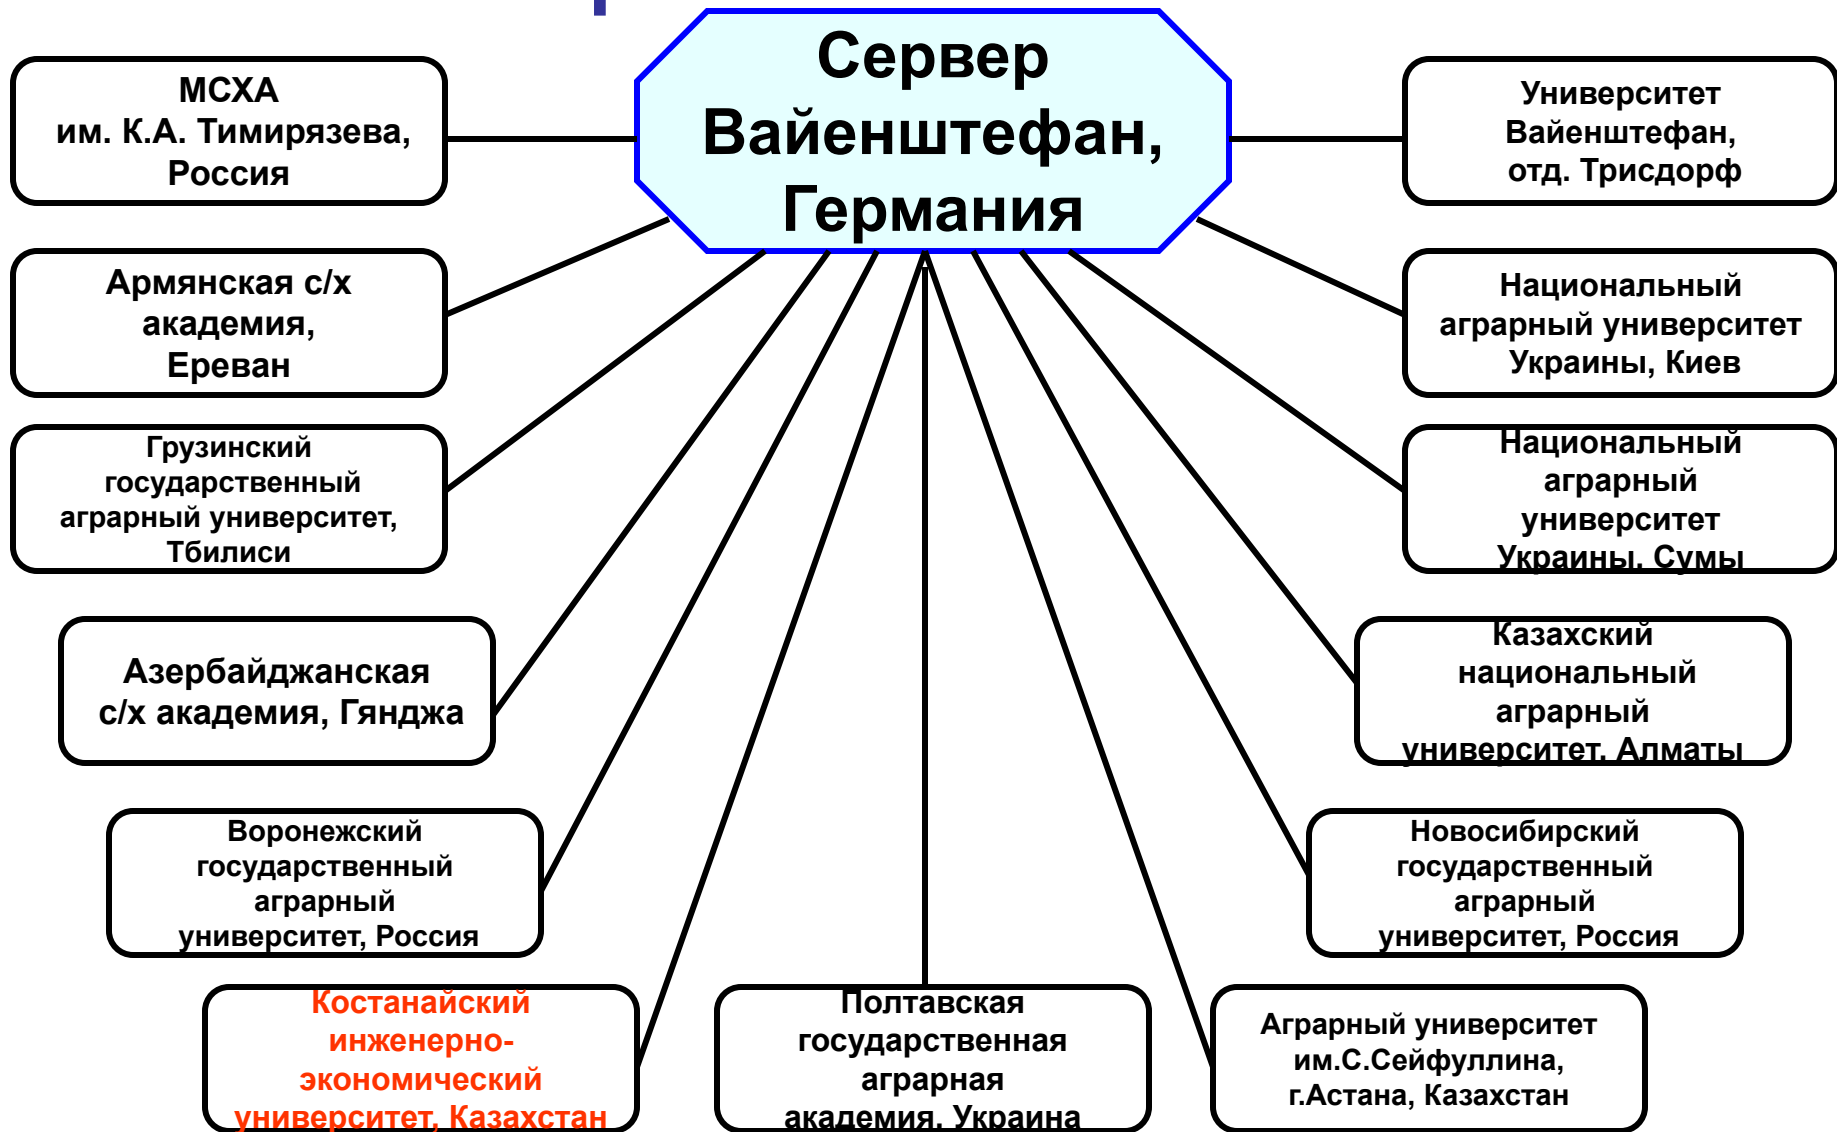 Сервер
Вайенштефан,
Германия
МСХА
им. К.А. Тимирязева,
Россия
Университет
Вайенштефан,
отд. Трисдорф
Армянская с/х
академия,
Ереван
Национальный
аграрный университет
Украины, Киев
Грузинский
государственный
аграрный университет,
Тбилиси
Национальный
аграрный
университет
Украины, Сумы
Азербайджанская
с/х академия, Гянджа
Казахский
национальный
аграрный
университет, Алматы
Воронежский
государственный
аграрный
университет, Россия
Новосибирский
государственный
аграрный
университет, Россия
Костанайский
инженерно-
экономический
университет, Казахстан
Полтавская
государственная
аграрная
академия, Украина
Аграрный университет
им.С.Сейфуллина,
г.Астана, Казахстан